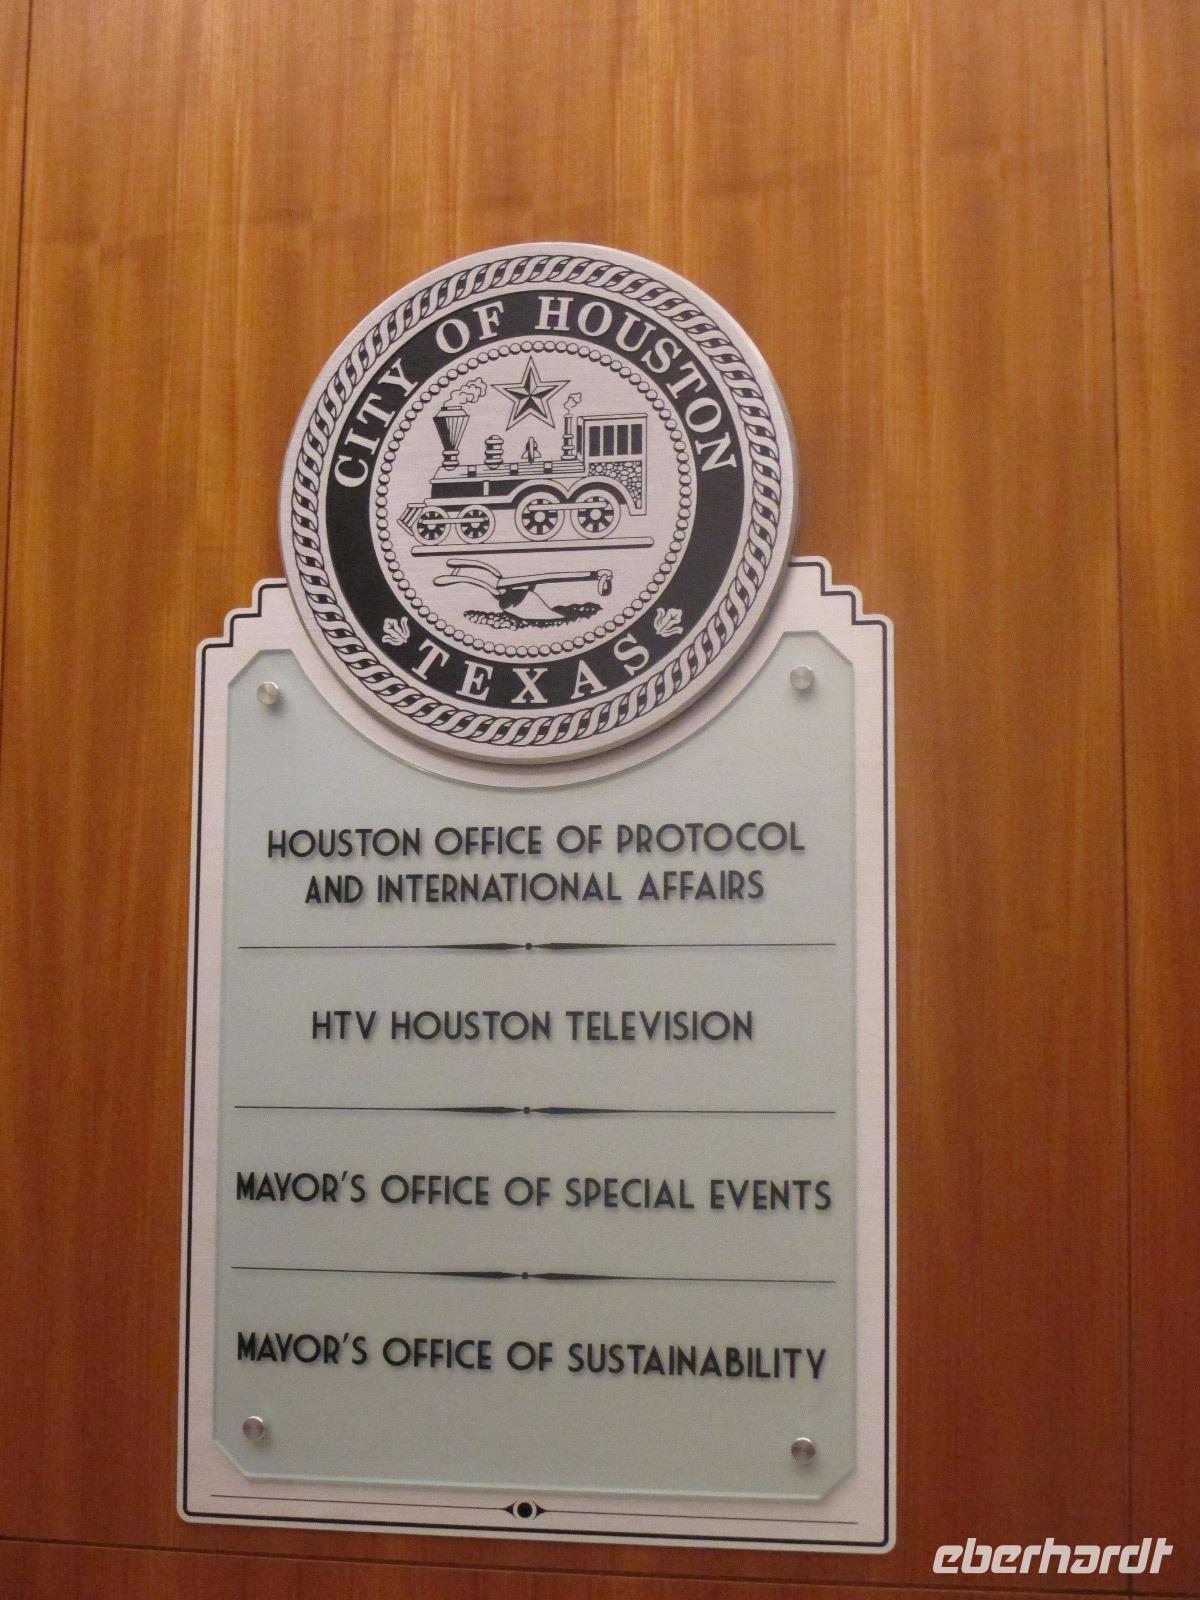 CITY OF HOUSTON
TEXAS
HOUSTON OFFICE OF PROTOCOL
AND INTERNATIONAL AFFAIRS
HTV HOUSTON TELEVISION
MAYOR'S OFFICE OF SPECIAL EVENTS
MAYOR'S OFFICE OF SUSTAINABILITY
eberhardt